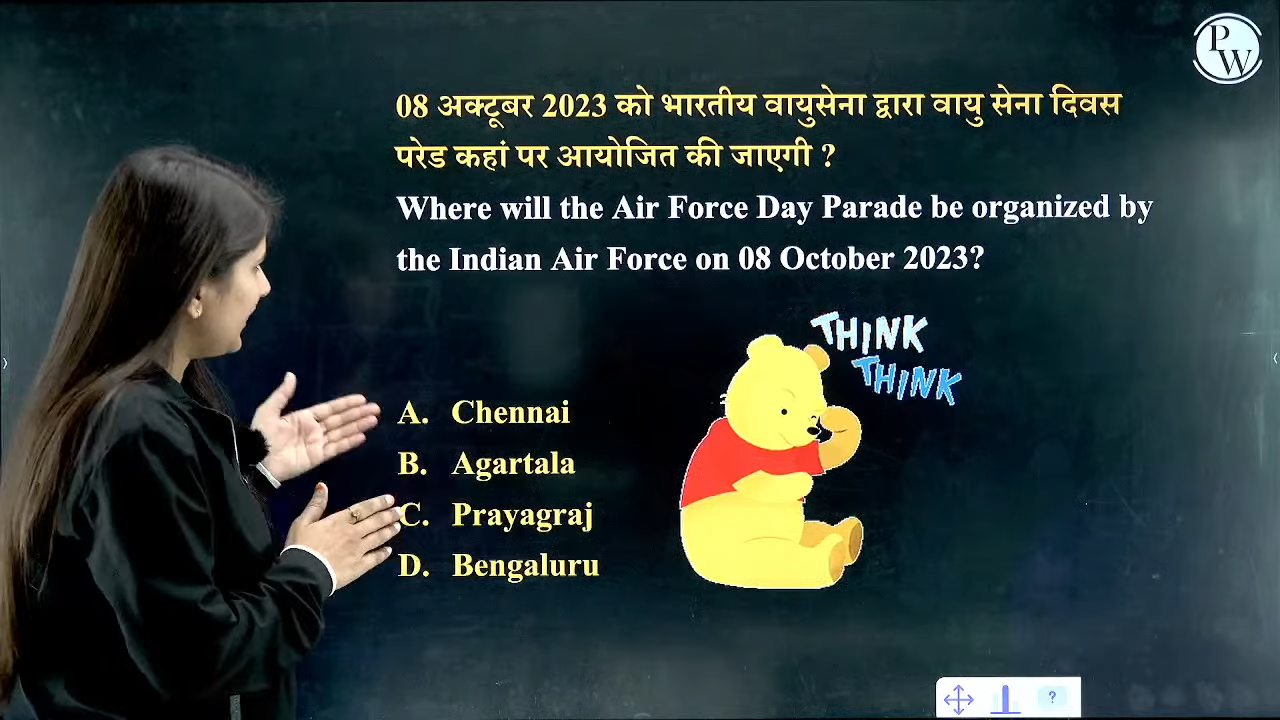 PW
08 अक्टूबर 2023 को भारतीय वायुसेना द्वारा वायु सेना दिवस
परेड कहां पर आयोजित की जाएगी ?
Where will the Air Force Day Parade be organized by
the Indian Air Force on 08 October 2023?
THINK
THINK
A. Chennai
B. Agartala
C. Prayagraj
D. Bengaluru
?